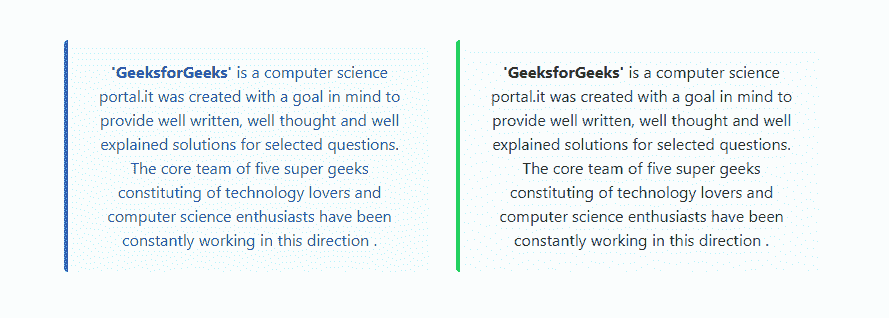 'GeeksforGeeks' is a computer science
portal.it was created with a goal in mind to
provide well written, well thought and well
explained solutions for selected questions.
The core team of five super geeks
constituting of technology lovers and
computer science enthusiasts have been
constantly working in this direction .
'GeeksforGeeks' is a computer science
portal.it was created with a goal in mind to
provide well written, well thought and well
explained solutions for selected questions.
The core team of five super geeks
constituting of technology lovers and
computer science enthusiasts have been
constantly working in this direction .